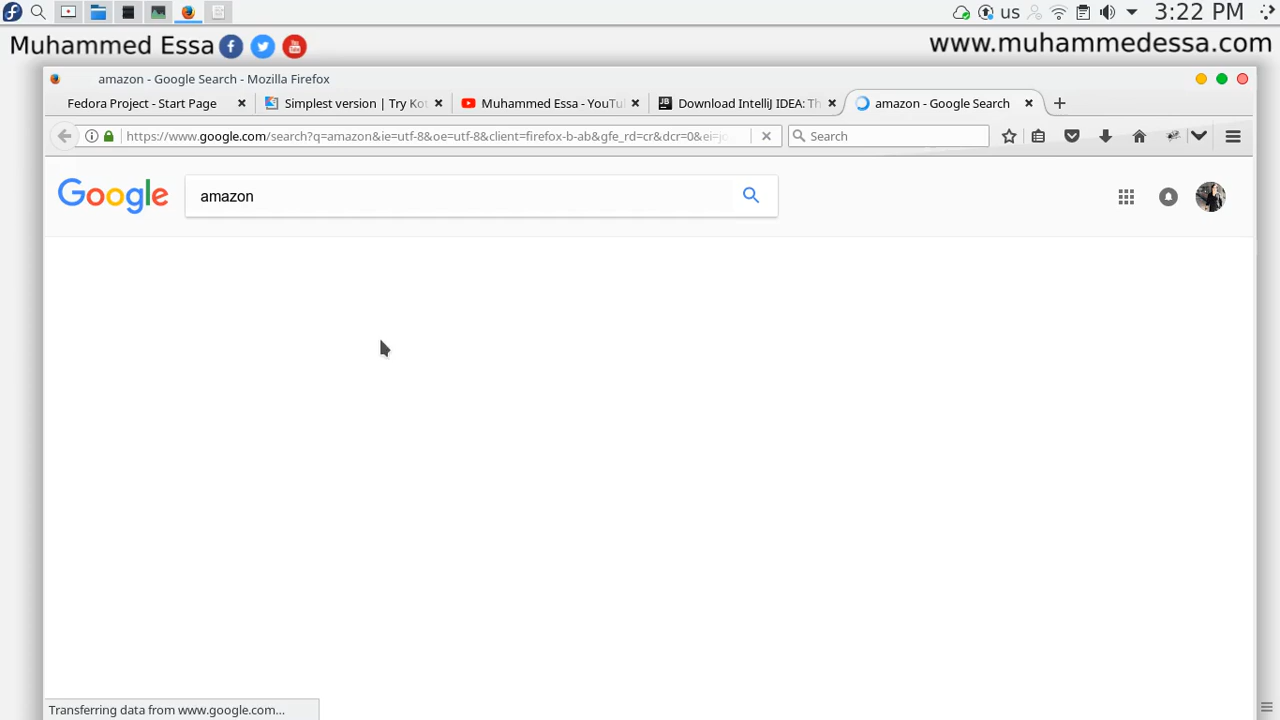 us 3:22 PM
Muhammed Essa www.muhammedessa.com
amazon - Google Search - Mozilla Firefox
Fedora Project - Start Page Simplest version | Try Kot Muhammed Essa - YouTu Download IntelliJ IDEA: Th amazon - Google Search
https://www.google.com/search?q=amazon&ie=utf-8&oe=utf-8&client=firefox-b-ab&gfe_rd=cr&dcr=0&ei= Search
Google amazon
Transferring data from www.google.com...